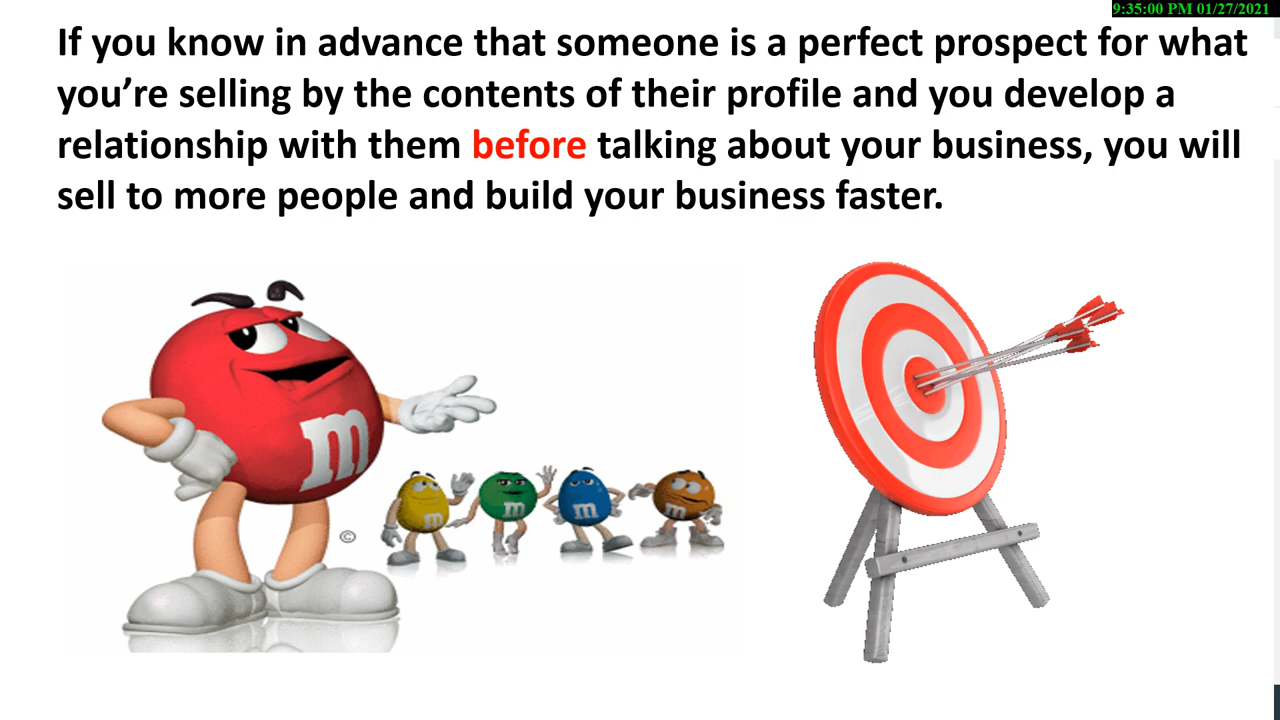 9:35:00 PM 01/27/2021
If you know in advance that someone is a perfect prospect for what
you’re selling by the contents of their profile and you develop a
relationship with them before talking about your business, you will
sell to more people and build your business faster.
m
©
m
m
m
m